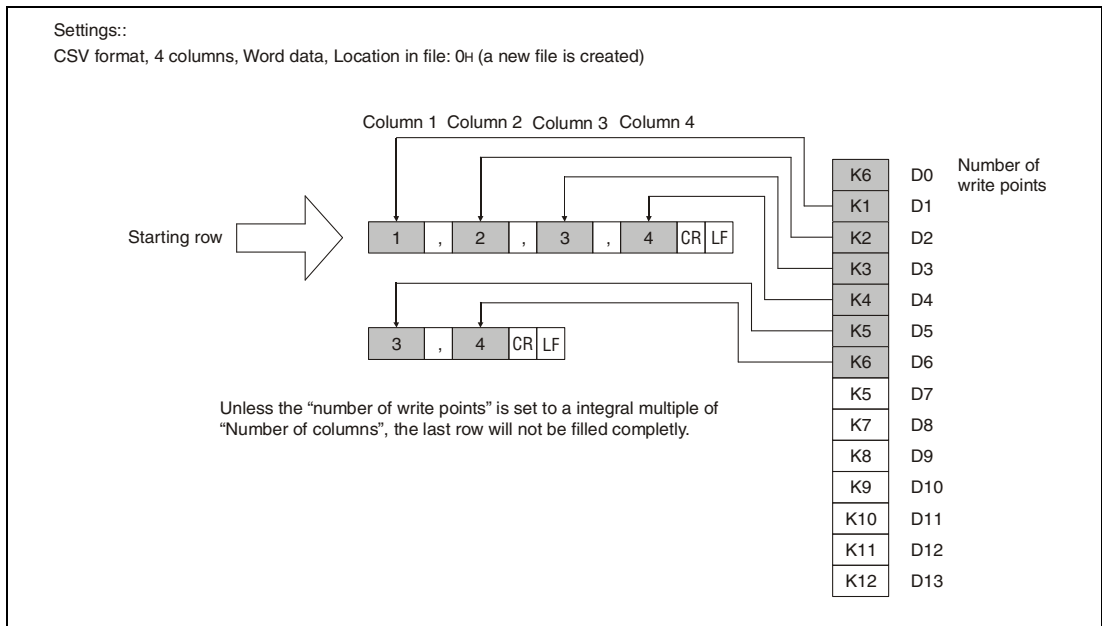 Settings::
CSV format, 4 columns, Word data, Location in file: 0H (a new file is created)
Column 1 Column 2 Column 3 Column 4
Number of
write points
K6 D0
K1 D1
Starting row
1 , 2 , 3 , 4 CR LF
K2 D2
K3 D3
K4 D4
3 , 4 CR LF
K5 D5
K6 D6
Unless the “number of write points” is set to a integral multiple of
“Number of columns”, the last row will not be filled completly.
K5 D7
K7 D8
K8 D9
K9 D10
K10 D11
K11 D12
K12 D13